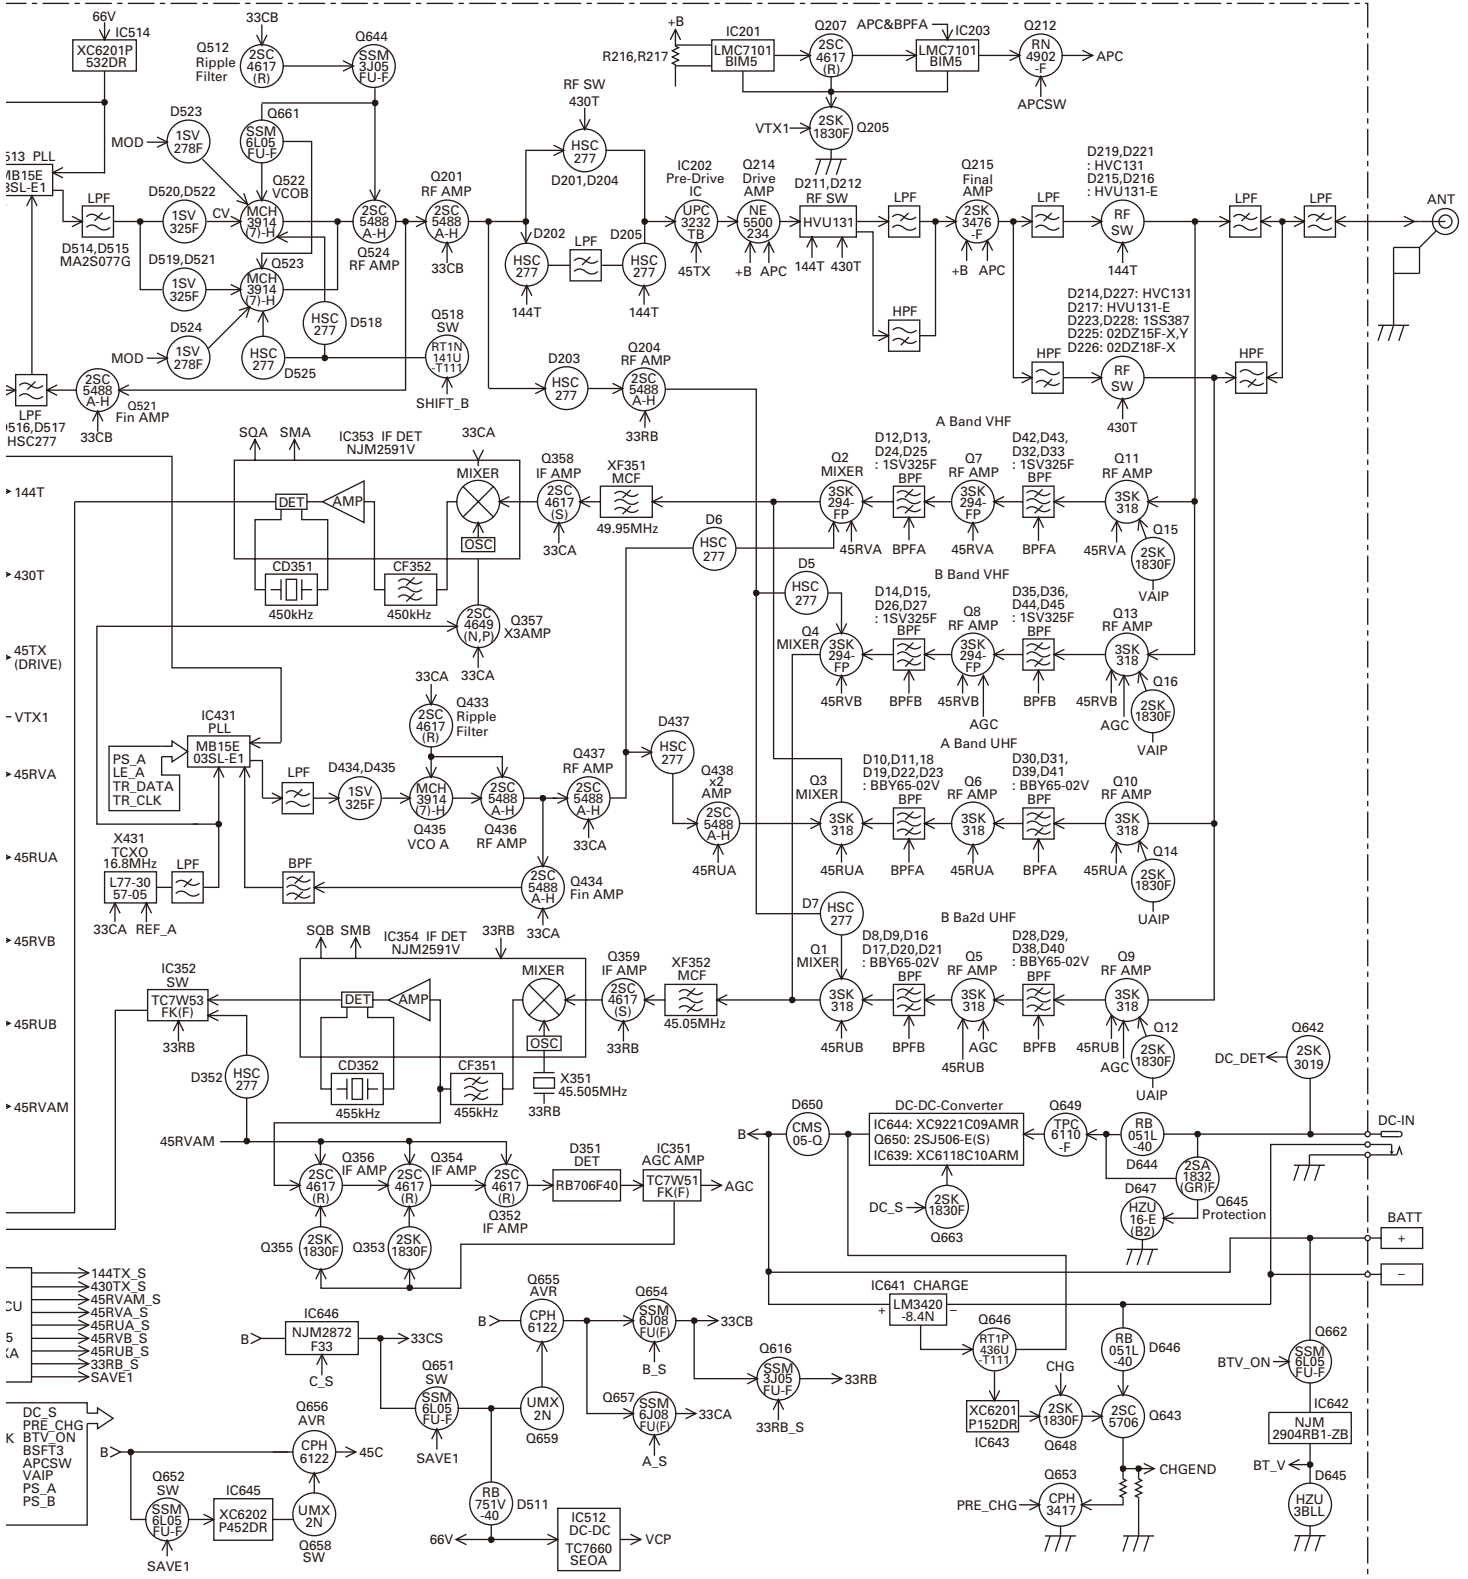 66V
IC514
XC6201P
532DR
33CB
Q512
Ripple
Filter
2SC
4617
(R)
Q644
SSM
3J05
FU-F
+B
R216,R217
IC201
LMC7101
BIM5
Q207
2SC
4617
(R)
APC&BPFA
IC203
LMC7101
BIM5
Q212
RN
4902
-F
APC
APCSW
VTX1
2SK
1830F
Q205
513 PLL
MB15E
03SL-E1
D523
1SV
278F
MOD
Q661
SSM
6L05
FU-F
RF SW
430T
HSC
277
D201,D204
LPF
D514,D515
MA2S077G
D520,D522
1SV
325F
CV
Q522
VCOB
MCH
3914
(7)-H
2SC
5488
A-H
Q524
RF AMP
Q201
RF AMP
2SC
5488
A-H
33CB
D202
HSC
277
144T
LPF
D205
HSC
277
144T
IC202
Pre-Drive
IC
UPC
3232
TB
45TX
Q214
Drive
AMP
NE
5500
234
+B APC
D211,D212
RF SW
HVU131
144T 430T
LPF
HPF
Q215
Final
AMP
2SK
3476
-F
+B APC
D219,D221
: HVC131
D215,D216
: HVU131-E
LPF
RF
SW
144T
LPF
LPF
ANT
D519,D521
1SV
325F
Q523
MCH
3914
(7)-H
D524
1SV
278F
MOD
HSC
277
D518
HSC
277
D525
Q518
SW
RT1N
141U
-T111
SHIFT_B
D214,D227: HVC131
D217: HVU131-E
D223,D228: 1SS387
D225: 02DZ15F-X,Y
D226: 02DZ18F-X
HPF
RF
SW
430T
HPF
LPF
D516,D517
HSC277
2SC
5488
A-H
33CB
Q521
Fin AMP
D203
HSC
277
Q204
RF AMP
2SC
5488
A-H
33RB
SQA SMA
IC353 IF DET
NJM2591V
33CA
MIXER
DET
AMP
OSC
CD351
450kHz
CF352
450kHz
Q358
IF AMP
2SC
4617
(S)
33CA
XF351
MCF
49.95MHz
D6
HSC
277
A Band VHF
Q2
MIXER
3SK
294-
FP
45RVA
D12,D13,
D24,D25
: 1SV325F
BPF
BPFA
Q7
RF AMP
3SK
294-
FP
45RVA
D42,D43,
D32,D33
: 1SV325F
BPF
BPFA
Q11
RF AMP
3SK
318
45RVA
Q15
2SK
1830F
VAIP
144T
430T
45TX
(DRIVE)
VTX1
45RVA
45RUA
45RVB
45RUB
45RVAM
2SC
4649
(N,P)
Q357
X3AMP
33CA
D5
HSC
277
B Band VHF
Q4
MIXER
3SK
294-
FP
45RVB
D14,D15,
D26,D27
: 1SV325F
BPF
BPFB
Q8
RF AMP
3SK
294-
FP
45RVB
AGC
D35,D36,
D44,D45
: 1SV325F
BPF
BPFB
Q13
RF AMP
3SK
318
45RVB
AGC
Q16
2SK
1830F
VAIP
IC431
PLL
MB15E
03SL-E1
PS_A
LE_A
TR_DATA
TR_CLK
33CA
2SC
4617
(R)
Q433
Ripple
Filter
LPF
D434,D435
1SV
325F
MCH
3914
(7)-H
Q435
VCO A
2SC
5488
A-H
Q436
RF AMP
Q437
RF AMP
2SC
5488
A-H
33CA
D437
HSC
277
Q438
x2
AMP
2SC
5488
A-H
45RUA
A Band UHF
Q3
MIXER
3SK
318
45RUA
D10,D11,18
D19,D22,D23
: BBY65-02V
BPF
BPFA
Q6
RF AMP
3SK
318
45RUA
D30,D31,
D39,D41
: BBY65-02V
BPF
BPFA
Q10
RF AMP
3SK
318
45RUA
Q14
2SK
1830F
UAIP
X431
TCXO
16.8MHz
L77-30
57-05
33CA REF_A
LPF
BPF
2SC
5488
A-H
Q434
Fin AMP
33CA
SQB SMB
IC354 IF DET
NJM2591V
33RB
MIXER
DET
AMP
OSC
CD352
455kHz
CF351
455kHz
X351
45.505MHz
33RB
IC352
SW
TC7W53
FK(F)
33RB
D352
HSC
277
Q359
IF AMP
2SC
4617
(S)
33RB
XF352
MCF
45.05MHz
D7
HSC
277
B Ba2d UHF
Q1
MIXER
3SK
318
45RUB
D8,D9,D16
D17,D20,D21
: BBY65-02V
BPF
BPFB
Q5
RF AMP
3SK
318
45RUB
AGC
D28,D29,
D38,D40
: BBY65-02V
BPF
BPFB
Q9
RF AMP
3SK
318
45RUB
AGC
Q12
2SK
1830F
UAIP
DC_DET
Q642
2SK
3019
45RVAM
Q356
IF AMP
2SC
4617
(R)
Q354
IF AMP
2SC
4617
(R)
2SC
4617
(R)
Q352
IF AMP
D351
DET
RB706F40
IC351
AGC AMP
TC7W51
FK(F)
AGC
Q355
2SK
1830F
Q353
2SK
1830F
B
D650
CMS
05-Q
DC-DC-Converter
IC644: XC9221C09AMR
Q650: 2SJ506-E(S)
IC639: XC6118C10ARM
DC_S
2SK
1830F
Q663
Q649
TPC
6110
-F
RB
051L
-40
D644
D647
HZU
16-E
(B2)
2SA
1832
(GR)F
Q645
Protection
DC-IN
BATT
+
−
CU
144TX_S
430TX_S
45RVAM_S
45RVA_S
45RUA_S
45RVB_S
45RUB_S
33RB_S
SAVE1
DC_S
PRE_CHG
BTV_ON
BSFT3
APCSW
VAIP
PS_A
PS_B
B
IC646
NJM2872
F33
C_S
33CS
Q651
SW
SSM
6L05
FU-F
SAVE1
B
Q655
AVR
CPH
6122
UMX
2N
Q659
Q654
SSM
6J08
FU(F)
B_S
33CB
Q657
SSM
6J08
FU(F)
A_S
33CA
Q616
SSM
3J05
FU-F
33RB_S
33RB
B
Q656
AVR
CPH
6122
45C
Q652
SW
SSM
6L05
FU-F
SAVE1
IC645
XC6202
P452DR
UMX
2N
Q658
SW
RB
751V
-40
D511
66V
IC512
DC-DC
TC7660
SEOA
VCP
IC641 CHARGE
+ LM3420 −
-8.4N
Q646
RT1P
436U
-T111
XC6201
P152DR
IC643
CHG
2SK
1830F
Q648
RB
051L
-40
D646
2SC
5706
Q643
CHGEND
PRE_CHG
Q653
CPH
3417
BTV_ON
Q662
SSM
6L05
FU-F
IC642
NJM
2904RB1-ZB
BT_V
D645
HZU
3BLL